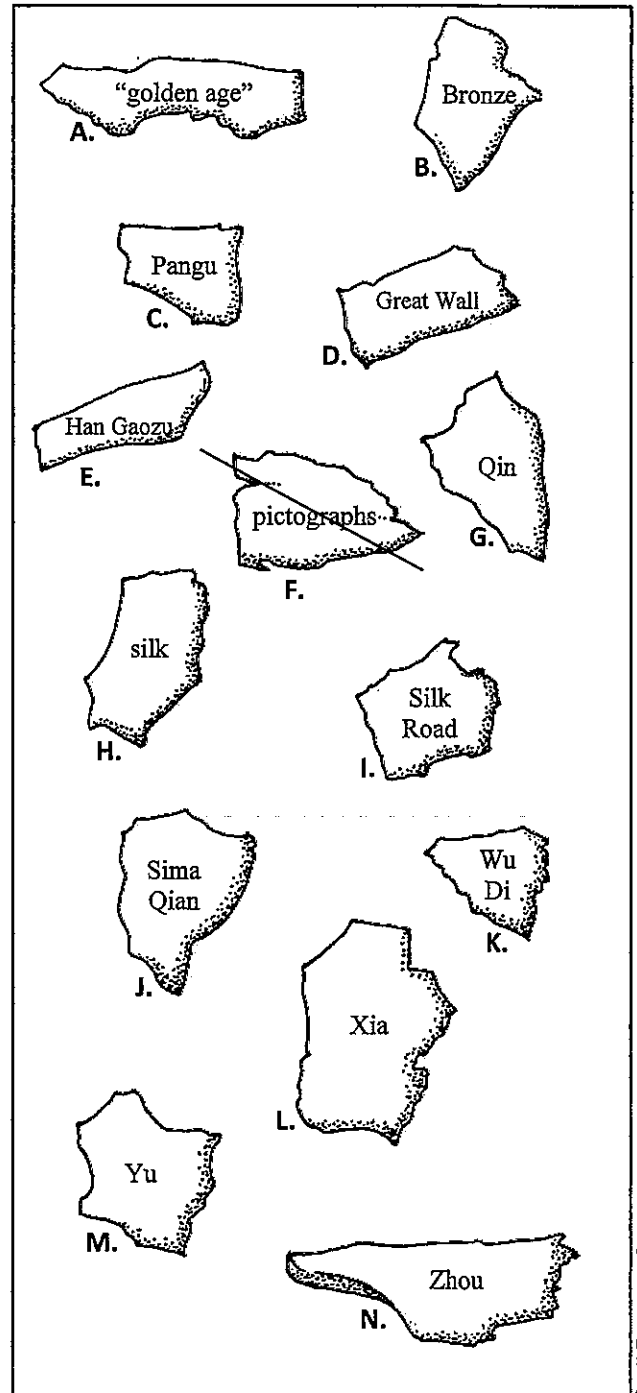 "golden age"
A.
Bronze
B.
Pangu
C.
Great Wall
D.
Han Gaozu
E.
pictographs
F.
Qin
G.
silk
H.
Silk
Road
I.
Sima
Qian
J.
Wu
Di
K.
Xia
L.
Yu
M.
Zhou
N.